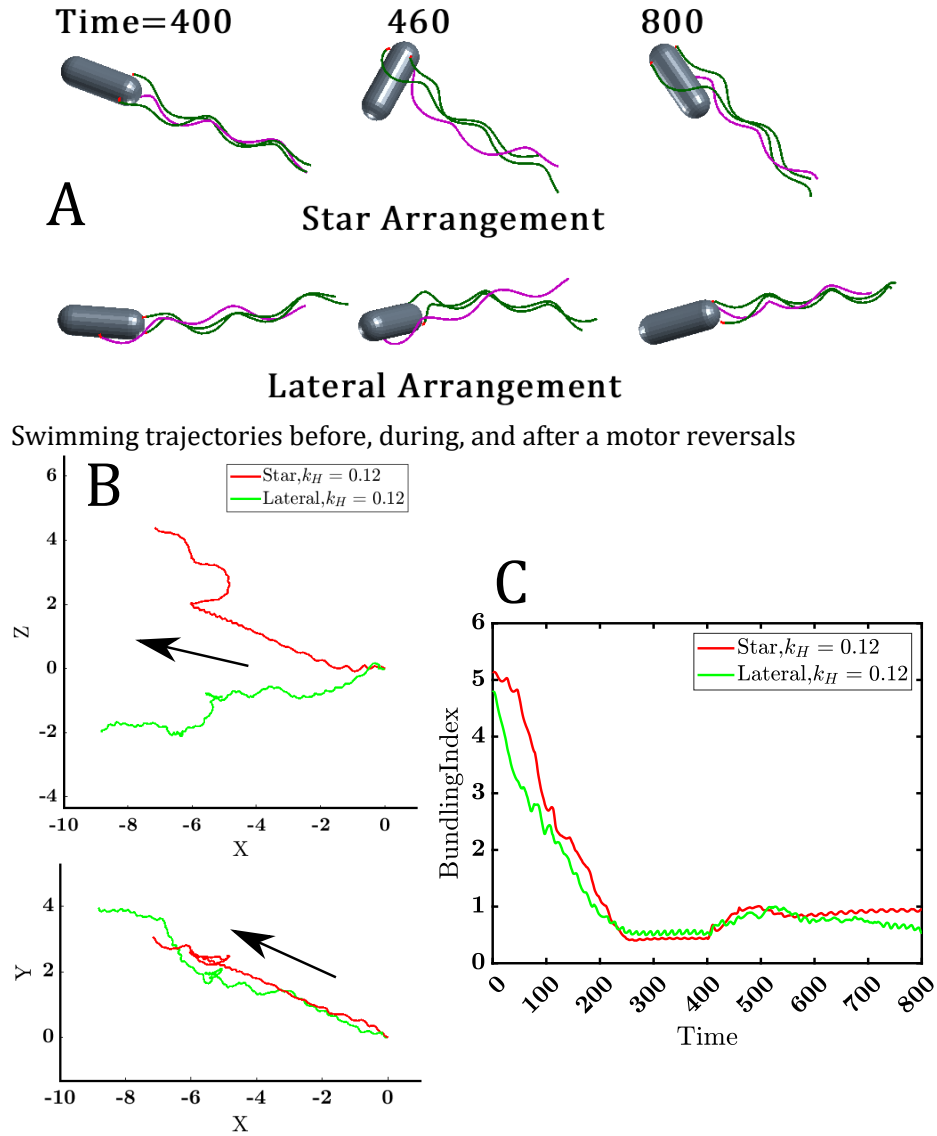 Time=400 460 800
A
Star Arrangement
Lateral Arrangement
Swimming trajectories before, during, and after a motor reversals
B
Star,k_H = 0.12
Lateral,k_H = 0.12
6
4
2
0
-2
-4
Z
-10 -8 -6 -4 -2 0
X
4
2
0
Y
-10 -8 -6 -4 -2 0
X
C
Star,k_H = 0.12
Lateral,k_H = 0.12
6
5
4
3
2
1
0
BundlingIndex
0 100 200 300 400 500 600 700 800
Time